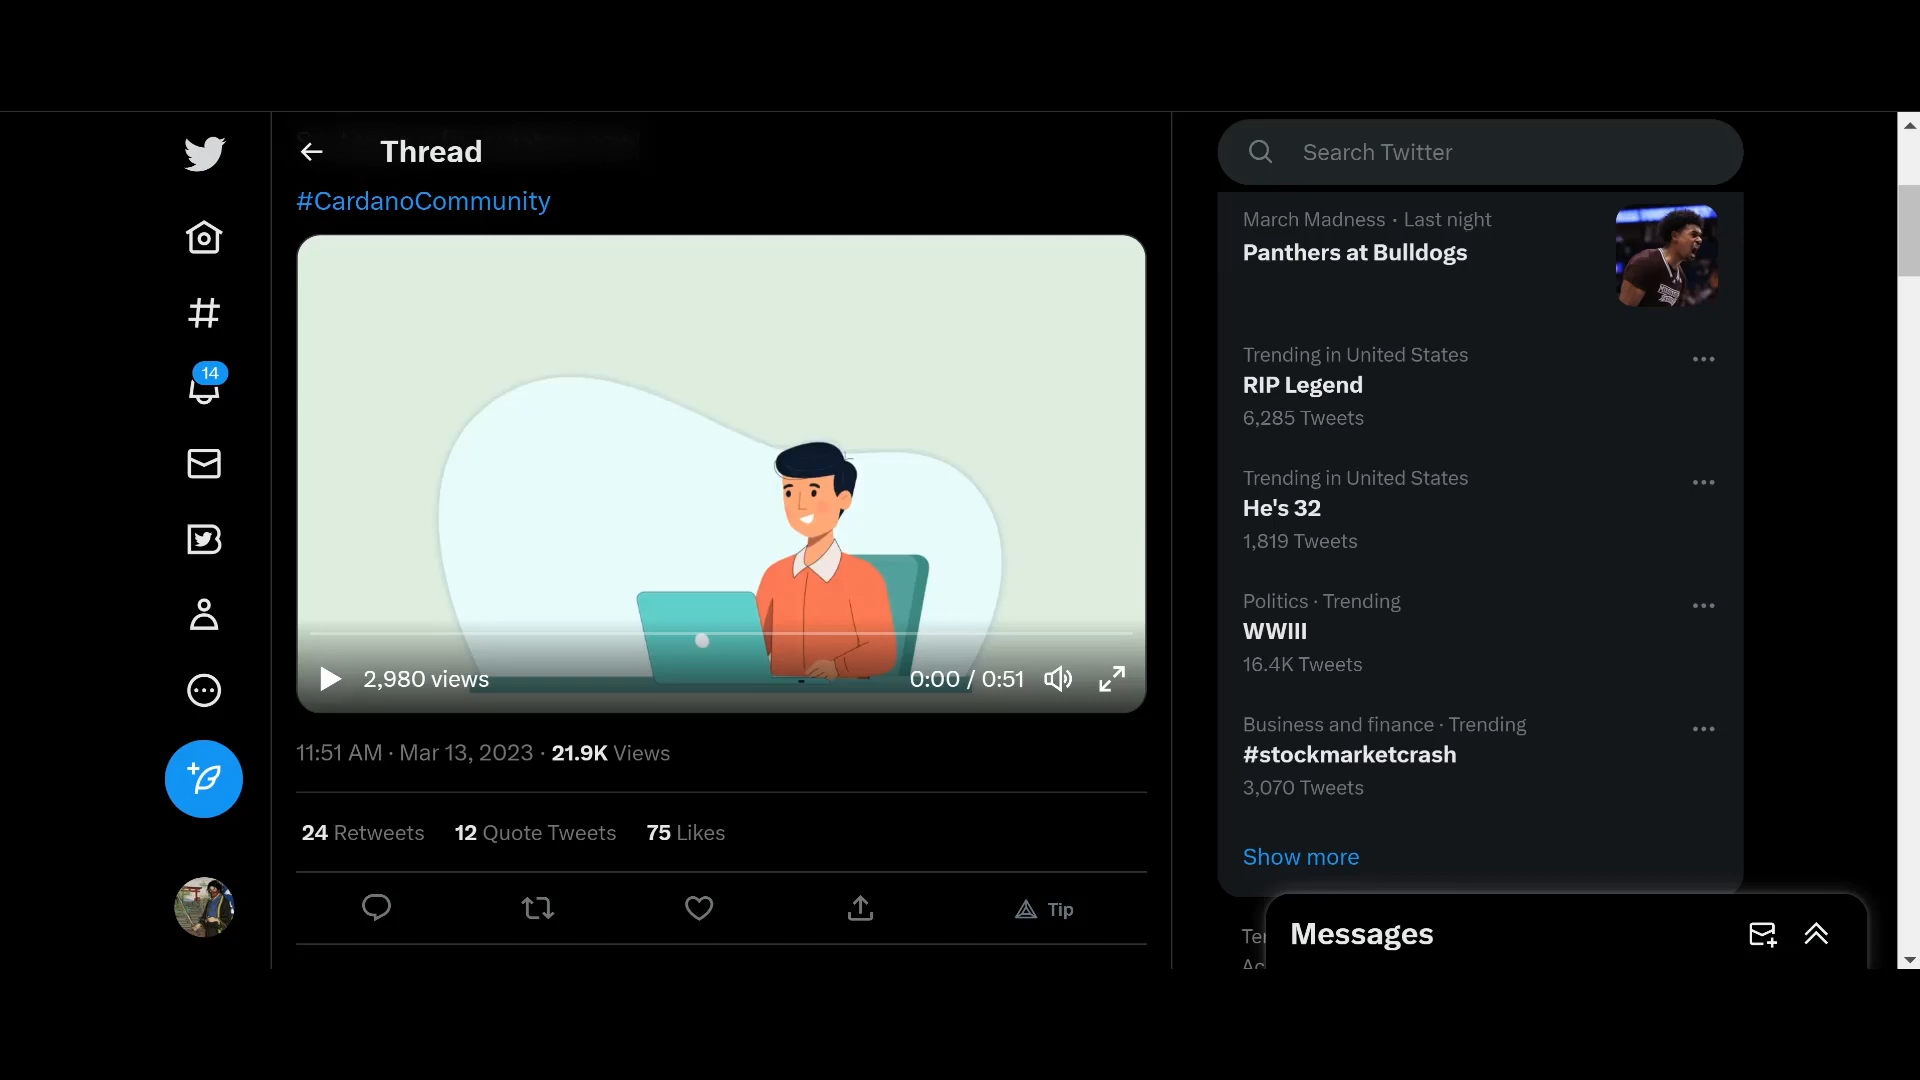 Thread
#CardanoCommunity
2,980 views
0:00 / 0:51
11:51 AM · Mar 13, 2023 · 21.9K Views
24 Retweets 12 Quote Tweets 75 Likes
Tip
14
Search Twitter
March Madness · Last night
Panthers at Bulldogs
Trending in United States
RIP Legend
6,285 Tweets
Trending in United States
He's 32
1,819 Tweets
Politics · Trending
WWIII
16.4K Tweets
Business and finance · Trending
#stockmarketcrash
3,070 Tweets
Show more
Messages